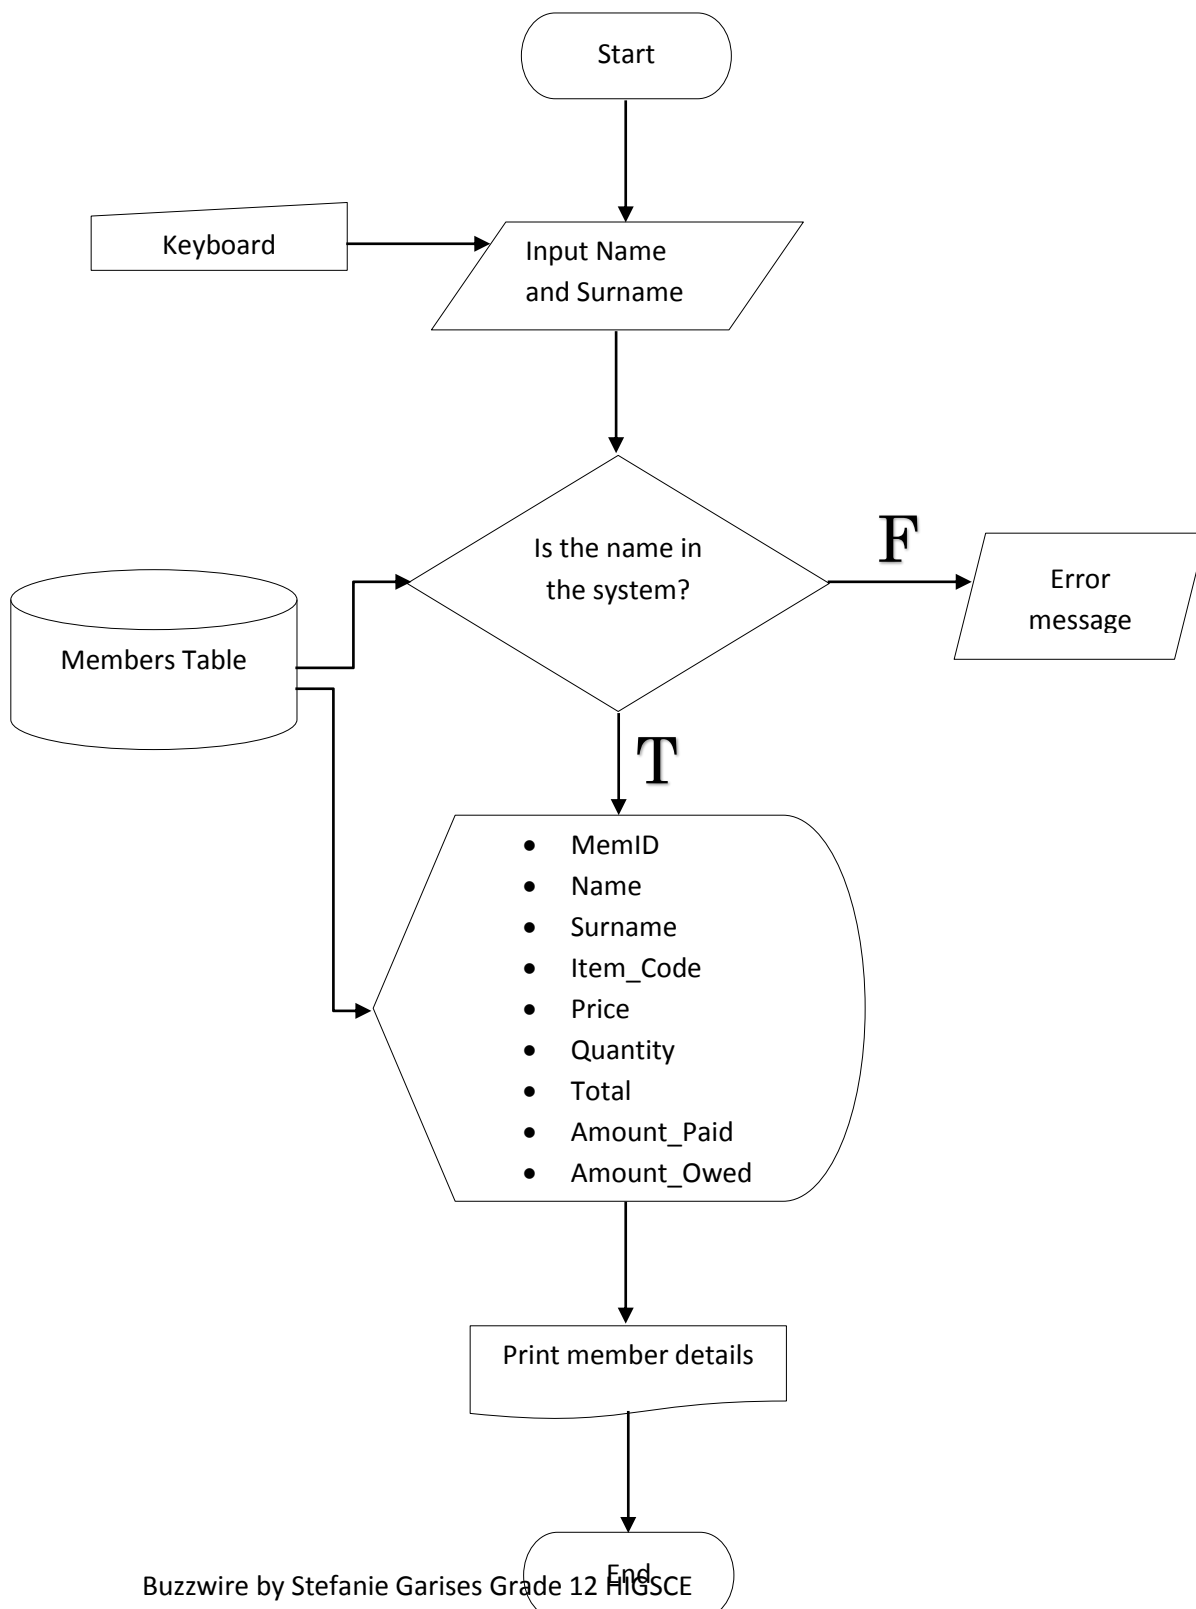 Start
Keyboard
Input Name
and Surname
Is the name in
the system?
F
Error
message
Members Table
T
• MemID
• Name
• Surname
• Item_Code
• Price
• Quantity
• Total
• Amount_Paid
• Amount_Owed
Print member details
End
Buzzwire by Stefanie Garises Grade 12 HIGSCE